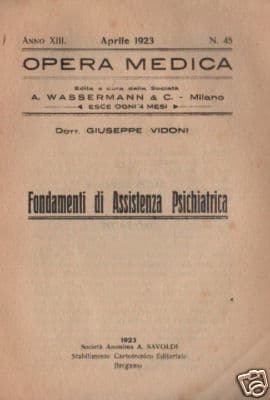 ANNO XIII. Aprile 1923 N. 45
OPERA MEDICA
Edita a cura della Società
A. WASSERMANN & C. - Milano
ESCE OGNI 4 MESI
Dott. GIUSEPPE VIDONI
Fondamenti di Assistenza Psichiatrica
1923
Società Anonima A. SAVOLDI
Stabilimento Cartotecnico Editoriale
Bergamo